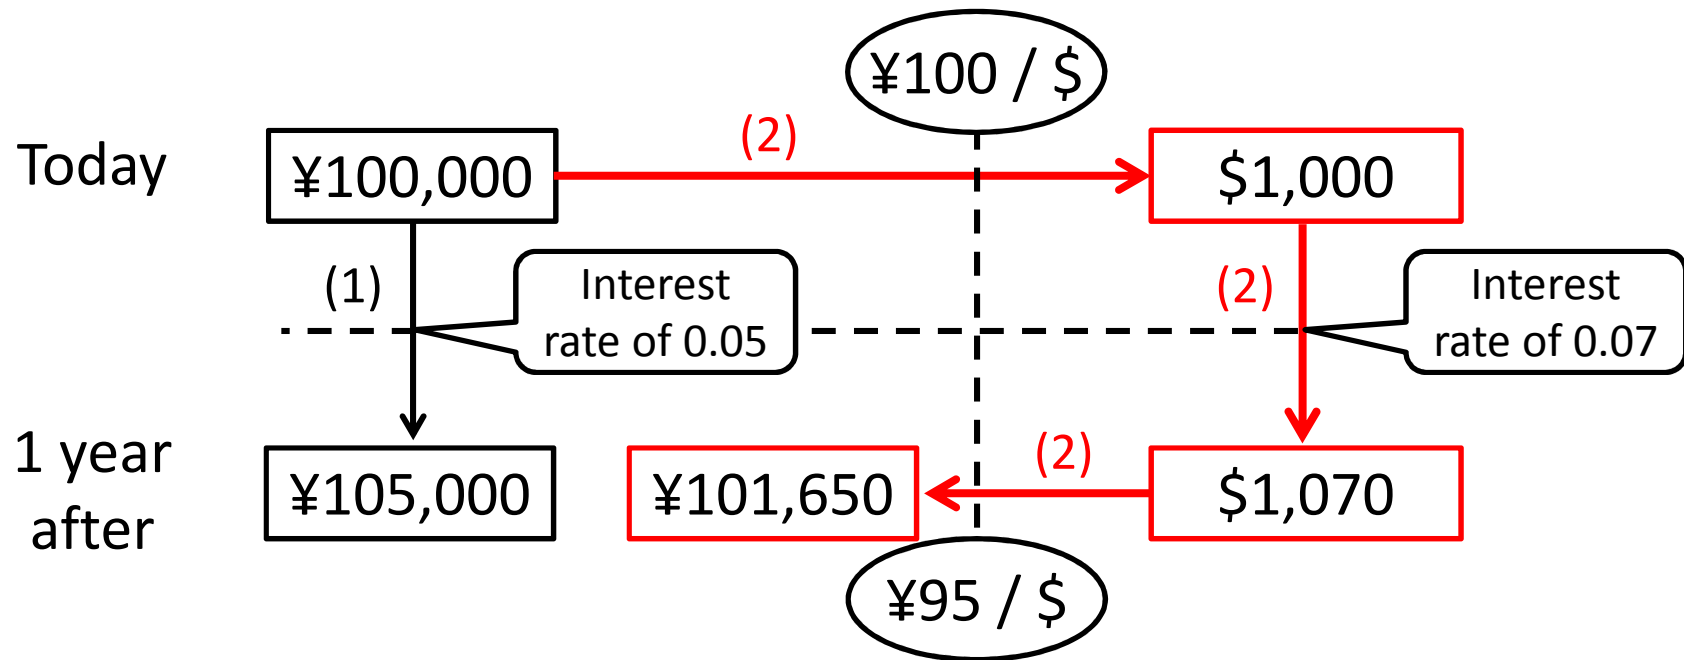 ¥100 / $
Today
¥100,000
(2)
$1,000
(1)
Interest
rate of 0.05
(2)
Interest
rate of 0.07
1 year
after
¥105,000
¥101,650
(2)
$1,070
¥95 / $